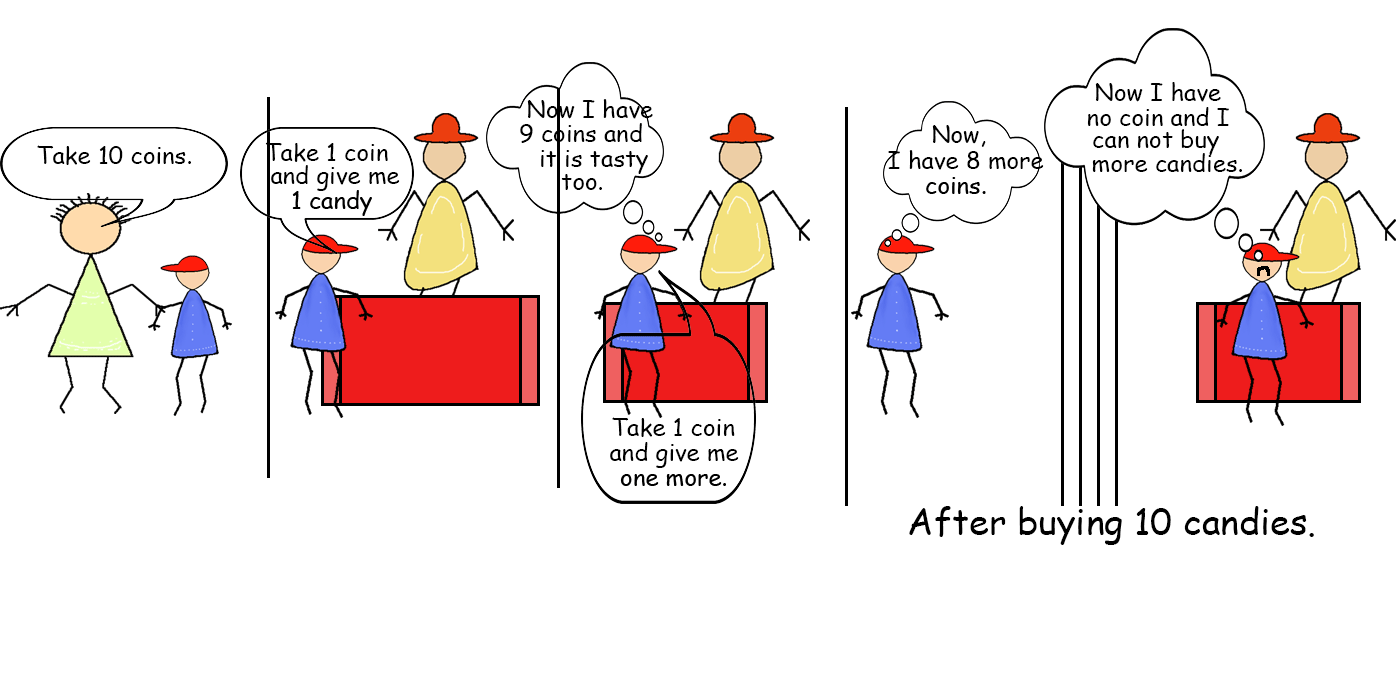 Take 10 coins.
Take 1 coin
and give me
1 candy
Now I have
9 coins and
it is tasty
too.
Take 1 coin
and give me
one more.
Now,
I have 8 more
coins.
Now I have
no coin and I
can not buy
more candies.
After buying 10 candies.